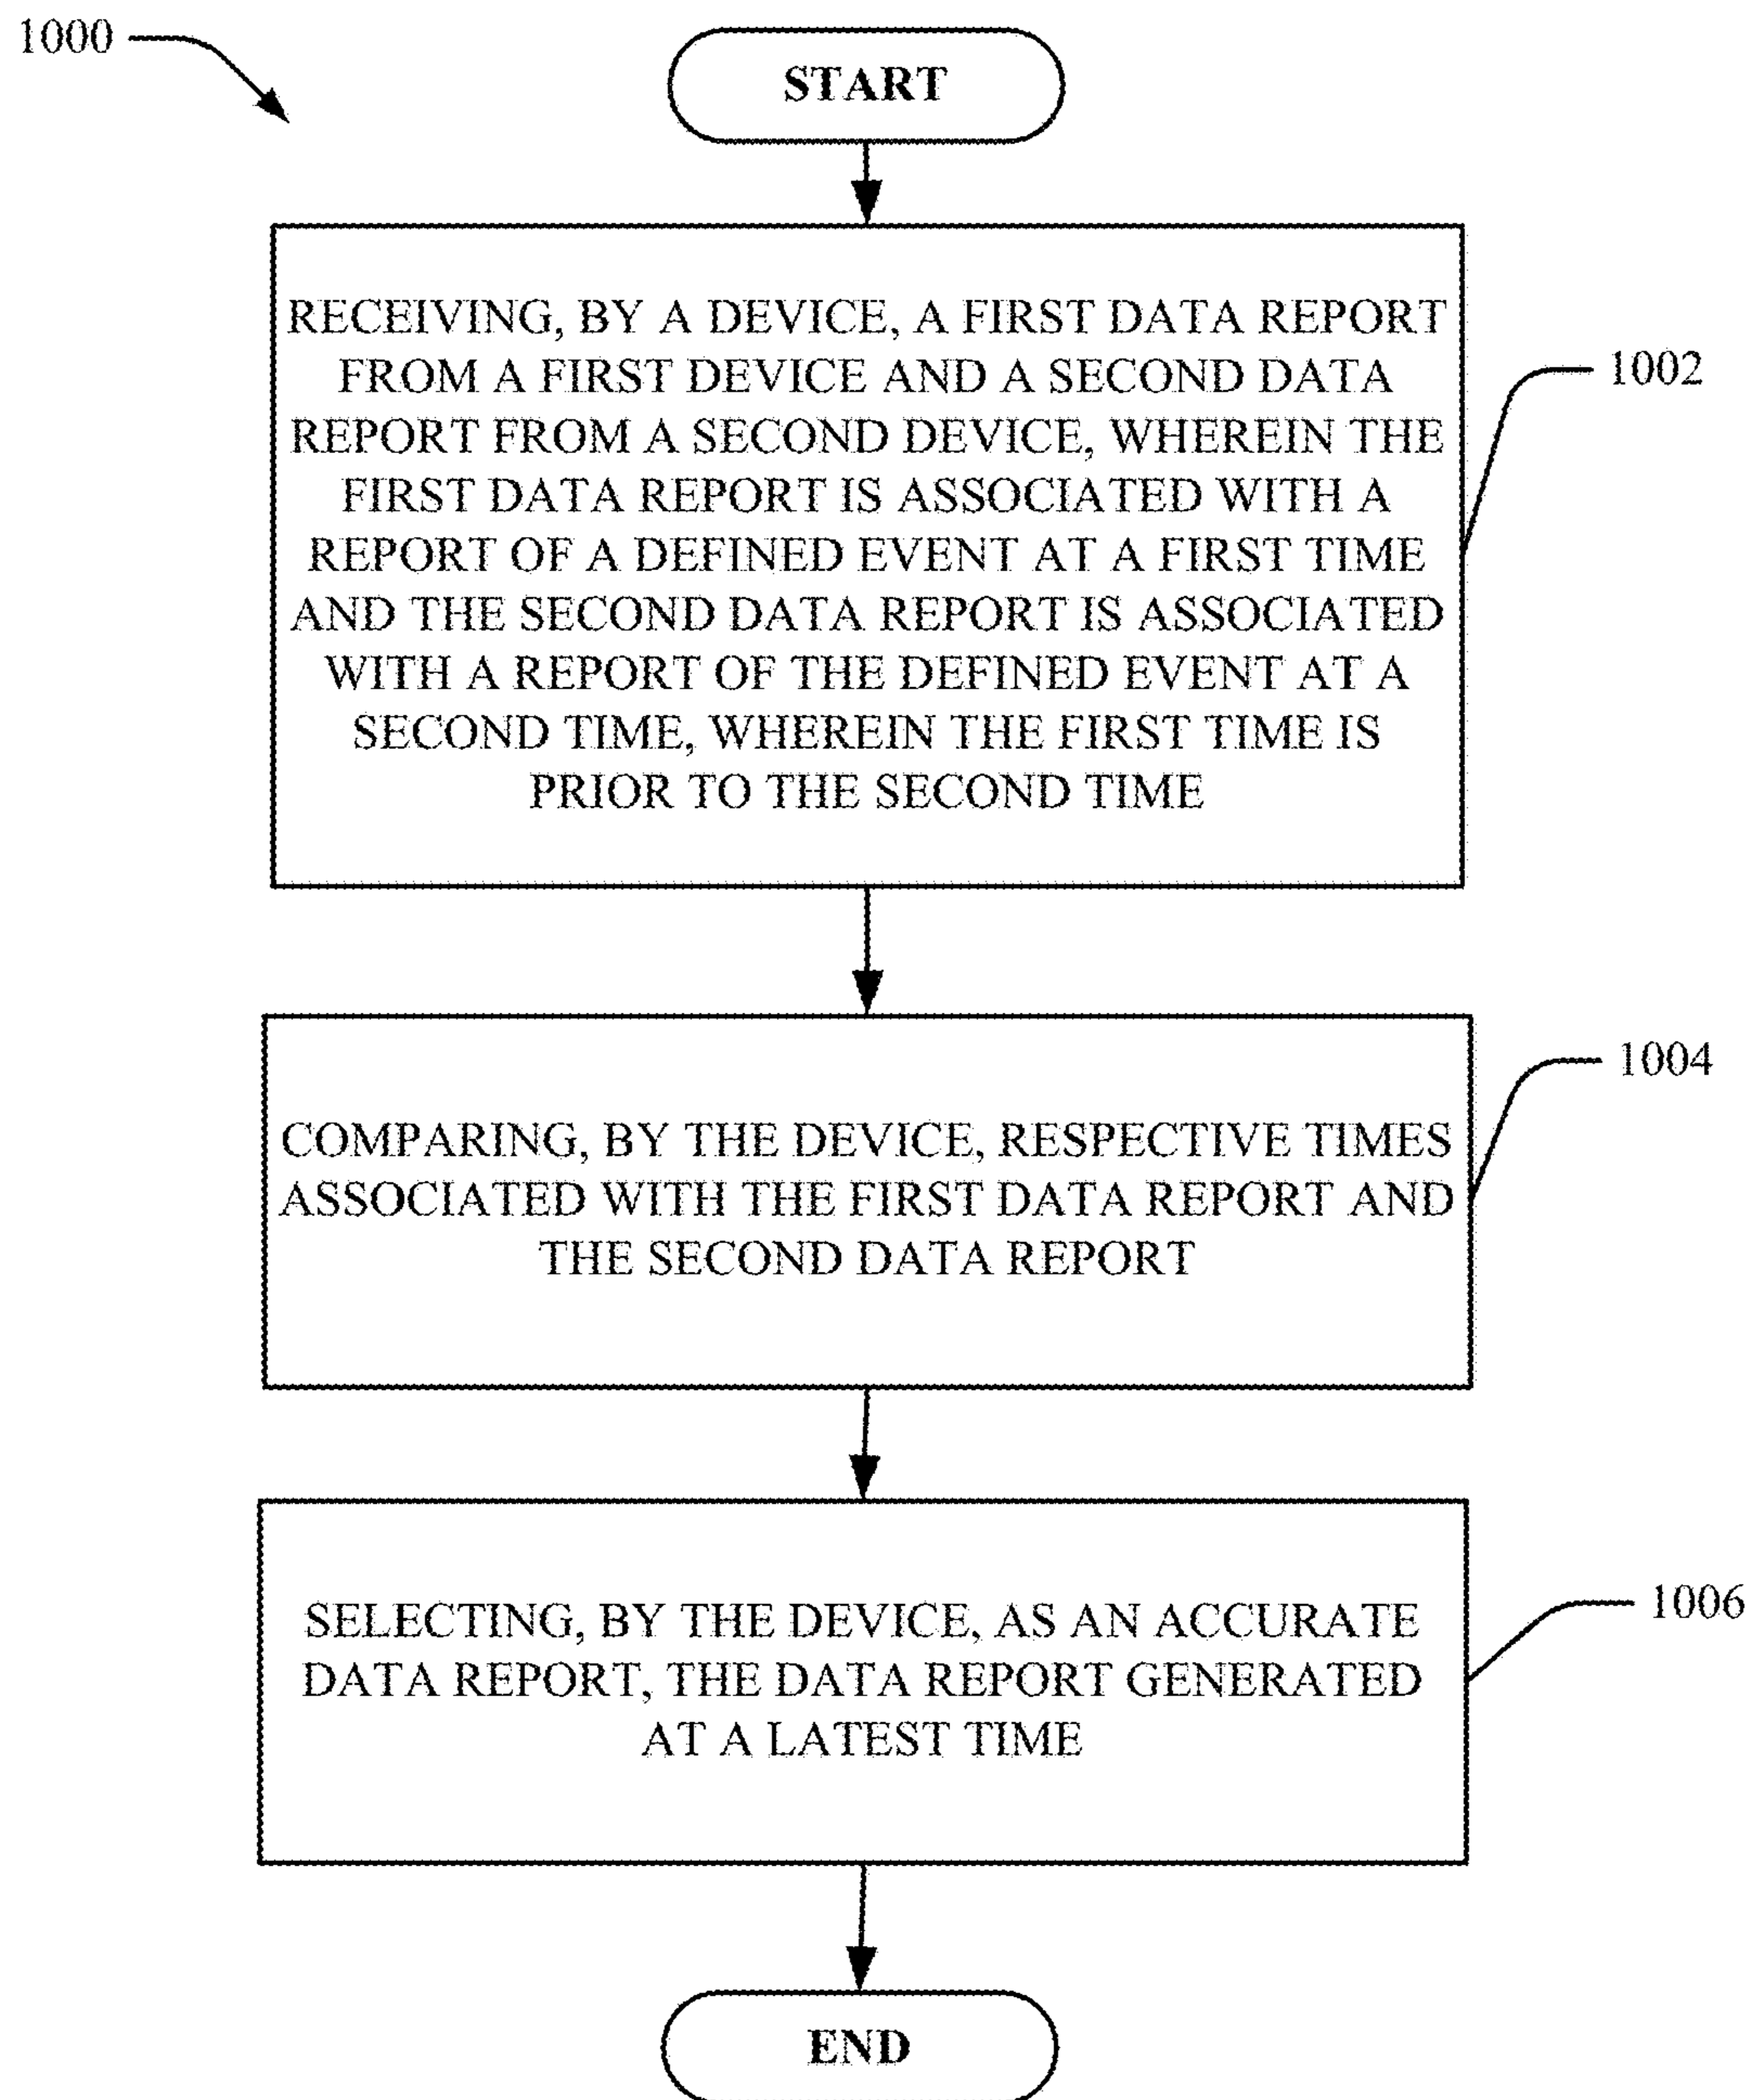 1000
START
RECEIVING, BY A DEVICE, A FIRST DATA REPORT
FROM A FIRST DEVICE AND A SECOND DATA
REPORT FROM A SECOND DEVICE, WHEREIN THE
FIRST DATA REPORT IS ASSOCIATED WITH A
REPORT OF A DEFINED EVENT AT A FIRST TIME
AND THE SECOND DATA REPORT IS ASSOCIATED
WITH A REPORT OF THE DEFINED EVENT AT A
SECOND TIME, WHEREIN THE FIRST TIME IS
PRIOR TO THE SECOND TIME
1002
COMPARING, BY THE DEVICE, RESPECTIVE TIMES
ASSOCIATED WITH THE FIRST DATA REPORT AND
THE SECOND DATA REPORT
1004
SELECTING, BY THE DEVICE, AS AN ACCURATE
DATA REPORT, THE DATA REPORT GENERATED
AT A LATEST TIME
1006
END